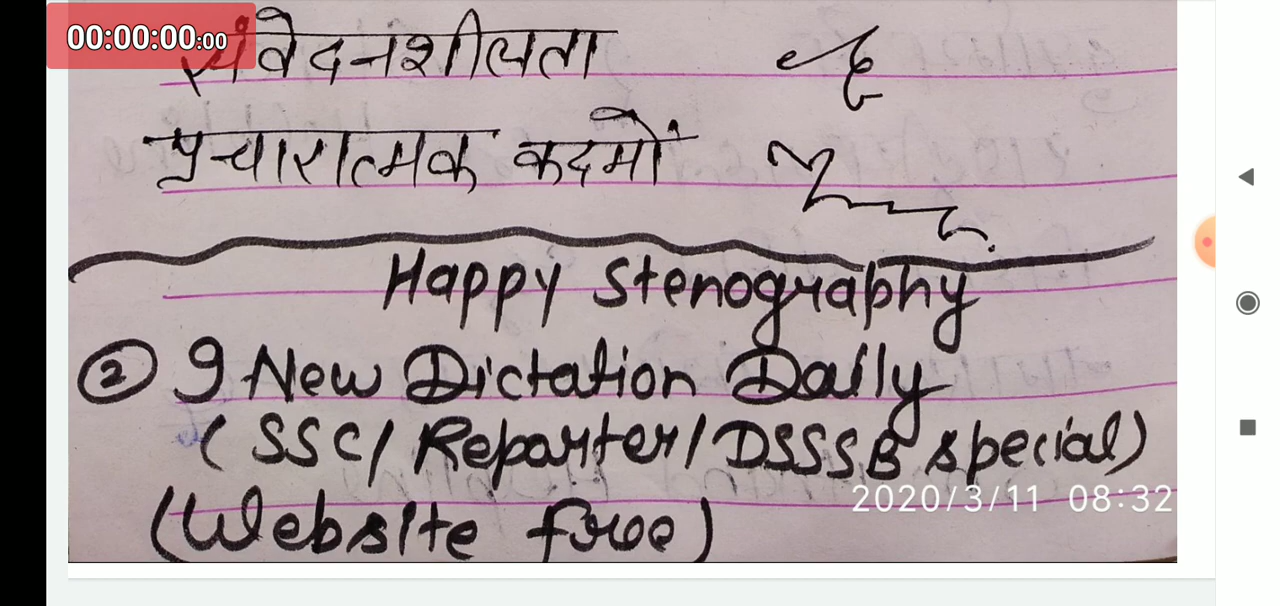 00:00:00:00
संवेदनशीलता
प्रचारात्मक कदमों
Happy Stenography
② 9 New Dictation Daily
(SSC/ Reporter/ DSSSB special)
2020/3/11 08:32
(Website free)